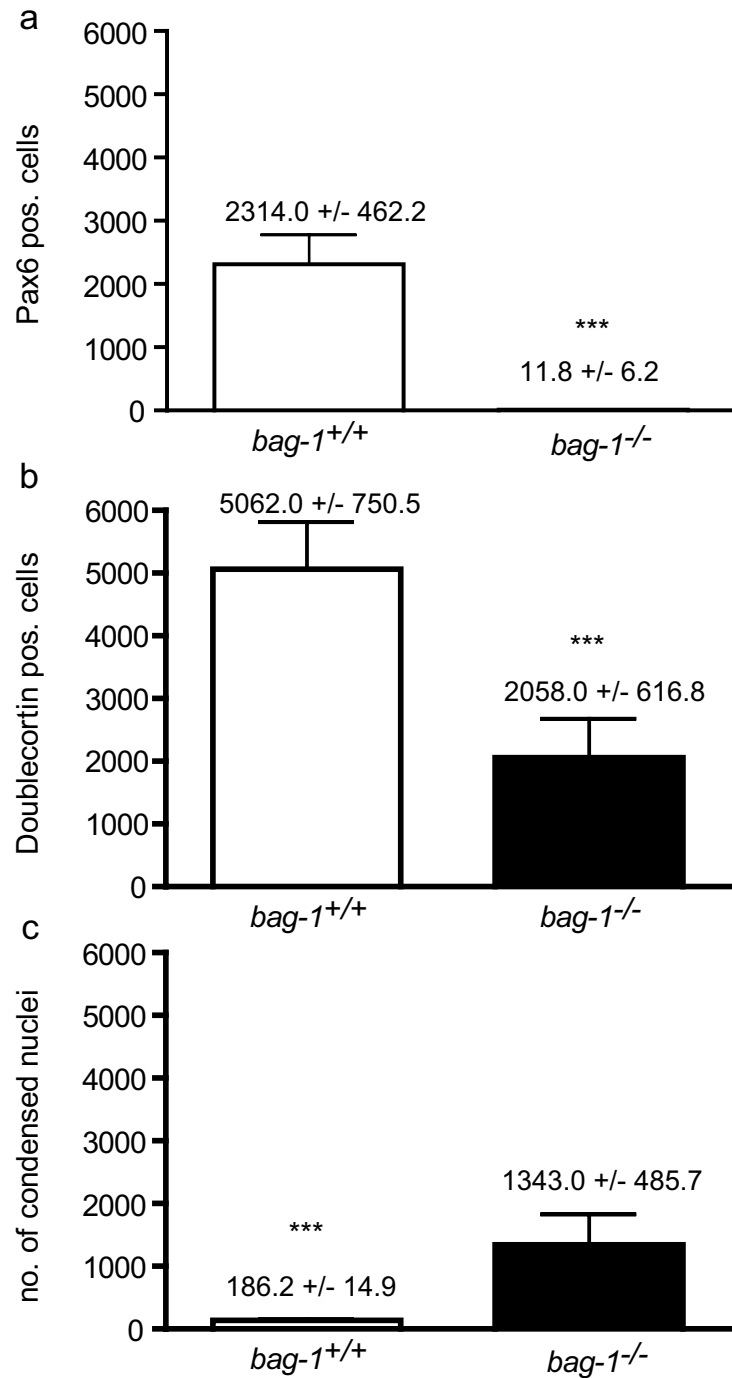 a
Pax6 pos. cells
6000
5000
4000
3000
2000
1000
0
2314.0 +/- 462.2
***
11.8 +/- 6.2
bag-1+/+
bag-1-/-
b
Doublecortin pos. cells
6000
5000
4000
3000
2000
1000
0
5062.0 +/- 750.5
***
2058.0 +/- 616.8
bag-1+/+
bag-1-/-
c
no. of condensed nuclei
6000
5000
4000
3000
2000
1000
0
***
186.2 +/- 14.9
1343.0 +/- 485.7
bag-1+/+
bag-1-/-